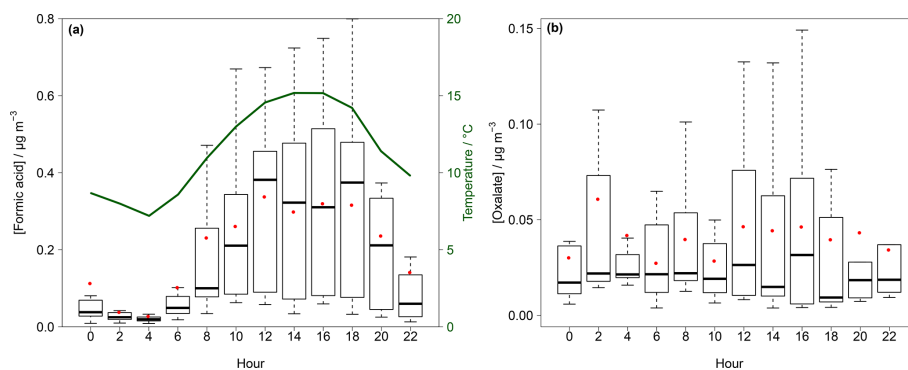 (a)
0.8
0.6
0.4
0.2
0.0
[Formic acid] / µg m⁻³
20
15
10
5
0
Temperature / °C
0 2 4 6 8 10 12 14 16 18 20 22
Hour
(b)
0.15
0.10
0.05
0.00
[Oxalate] / µg m⁻³
0 2 4 6 8 10 12 14 16 18 20 22
Hour